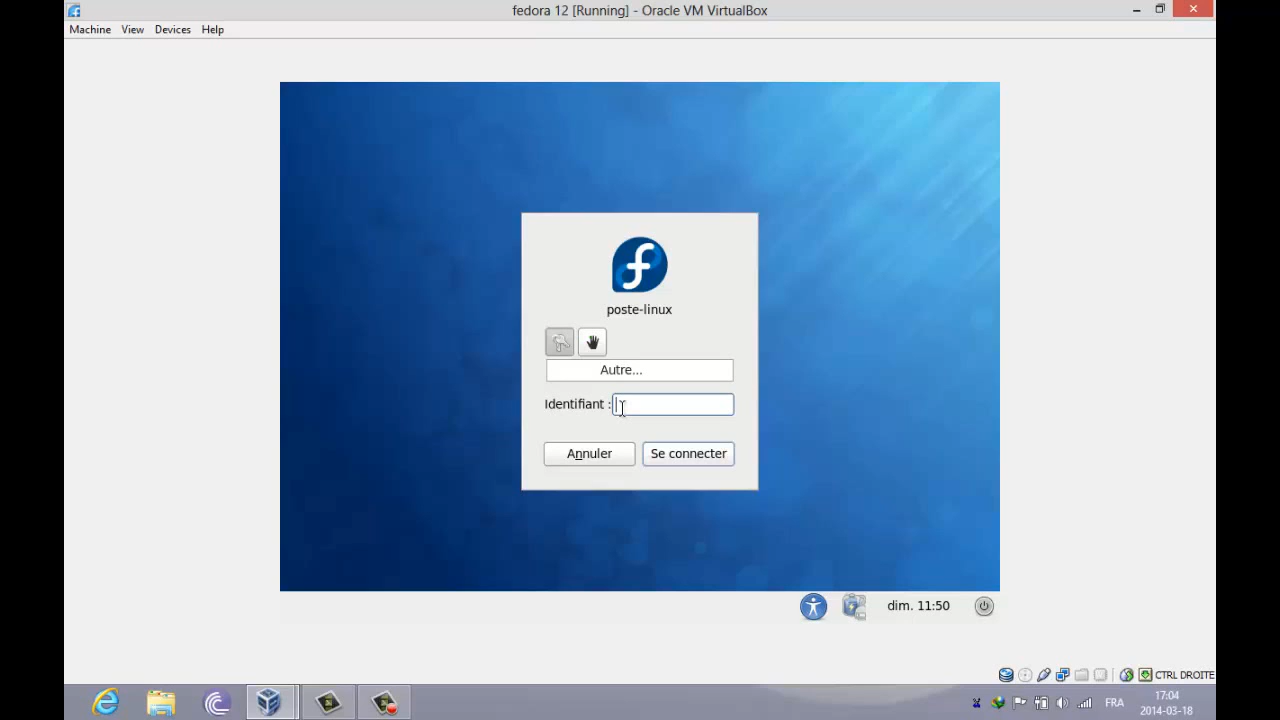 fedora 12 [Running] - Oracle VM VirtualBox
Machine View Devices Help
poste-linux
Autre...
Identifiant :
Annuler Se connecter
dim. 11:50
CTRL DROITE
FRA
17:04
2014-03-18